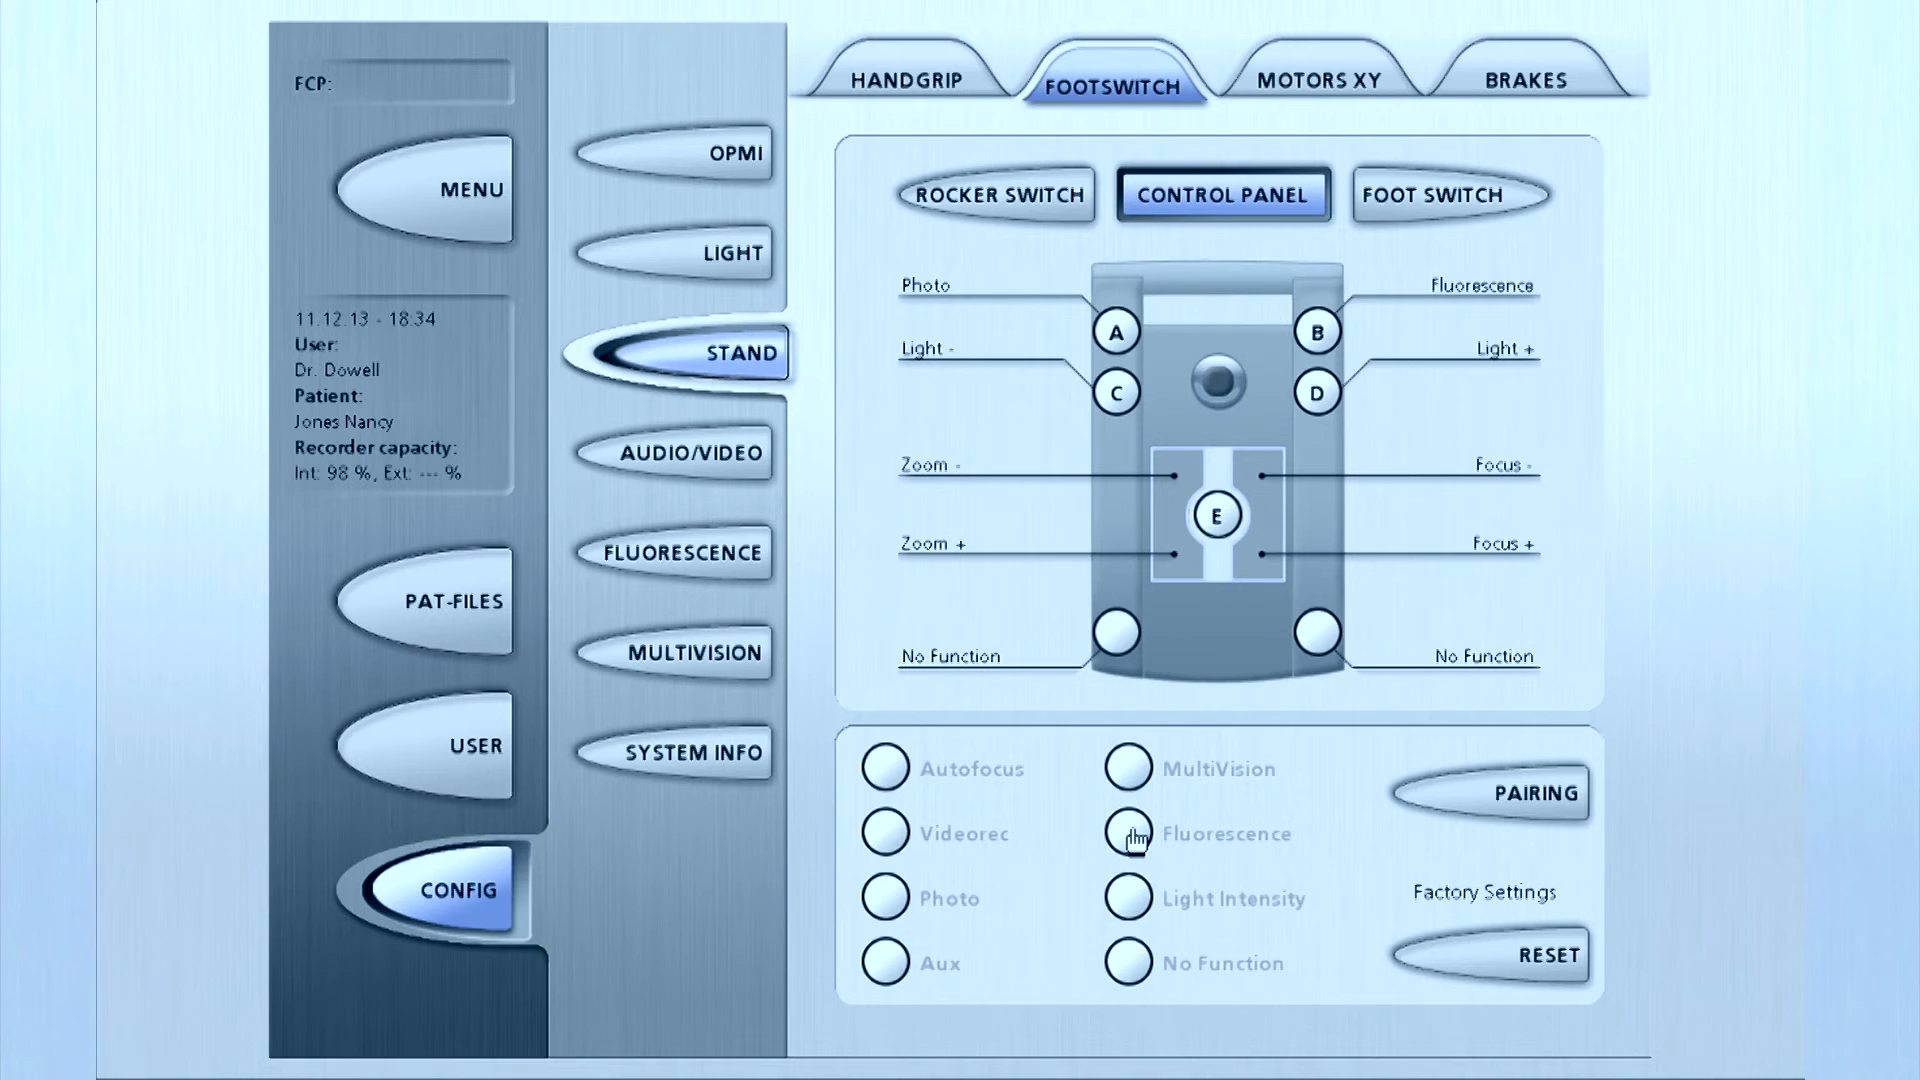 FCP:
MENU
11.12.13 - 18:34
User:
Dr. Dowell
Patient:
Jones Nancy
Recorder capacity:
Int: 98 %, Ext: --- %
PAT-FILES
USER
CONFIG
OPMI
LIGHT
STAND
AUDIO/VIDEO
FLUORESCENCE
MULTIVISION
SYSTEM INFO
HANDGRIP
FOOTSWITCH
MOTORS XY
BRAKES
ROCKER SWITCH
CONTROL PANEL
FOOT SWITCH
Photo
Fluorescence
A
B
Light -
Light +
C
D
Zoom -
Focus -
E
Zoom +
Focus +
No Function
No Function
Autofocus
MultiVision
Videorec
Fluorescence
Photo
Light Intensity
Aux
No Function
PAIRING
Factory Settings
RESET